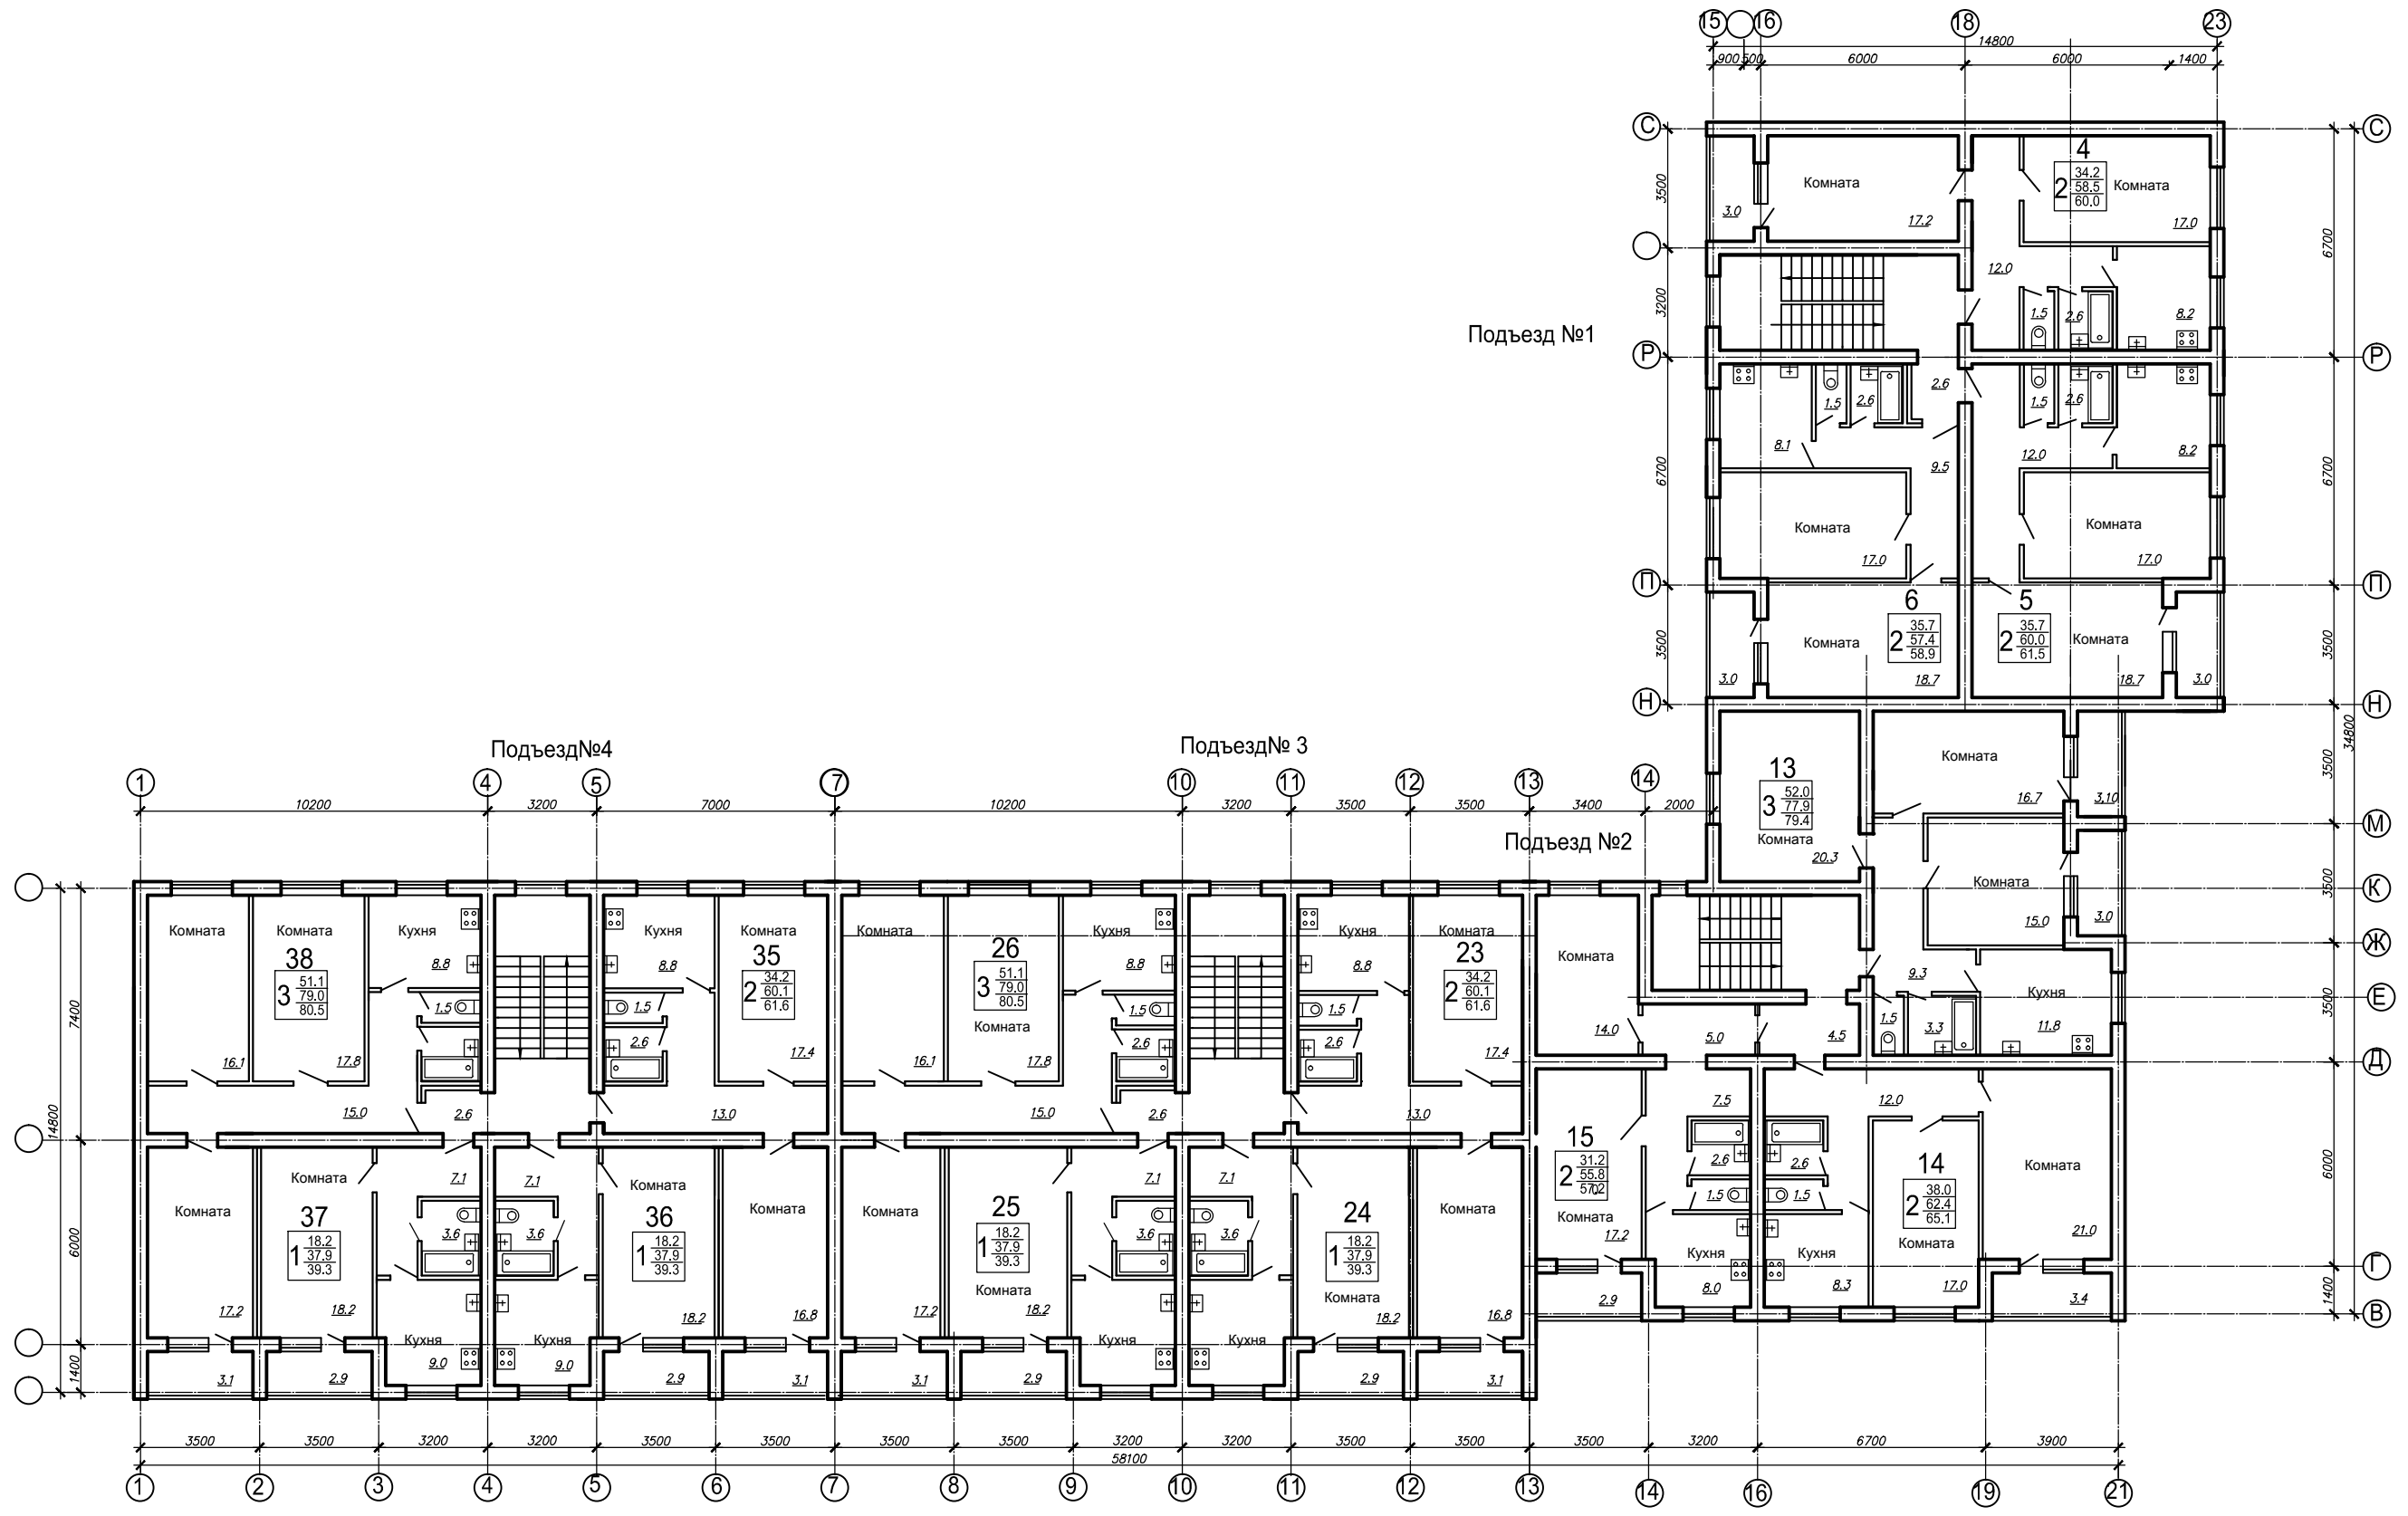 15 16 18 23
14800
900 500 6000 6000 1400
С С
4
Комната 2 34.2 58.5 60.0 Комната
3500
3.0 17.2 17.0
6700
12.0
3200
Подъезд №1
1.5 2.6 8.2
Р Р
2.6
1.5 2.6 1.5 2.6
8.1 9.5 12.0 8.2
6700 6700
Комната Комната
17.0 17.0
П П
6 5
Комната 2 35.7 57.4 58.9 2 35.7 60.0 61.5 Комната
3500 3500
3.0 18.7 18.7 3.0
Н Н
34800
Подъезд№4 Подъезд№ 3
13 Комната
3500
1 4 5 7 10 11 12 13 14
3 52.0 77.9 79.4
16.7 3,10
10200 3200 7000 10200 3200 3500 3500 3400 2000
М
Подъезд №2
Комната
20.3
Комната
3500
К
15.0 3.0
Комната Комната Кухня Кухня Комната Комната Кухня Кухня Комната
Ж
38 35 26 23
Комната
8.8 8.8 8.8 8.8
3 51.1 79.0 80.5
2 34.2 60.1 61.6
3 51.1 79.0 80.5
2 34.2 60.1 61.6
9.3
Кухня
3500
Е
1.5 1.5 1.5 1.5
Комната
7400
1.5 3.3 11.8
14.0 5.0 4.5
2.6 2.6 2.6
16.1 17.8 17.4 16.1 17.8 17.4
Д
15.0 2.6 13.0 15.0 2.6 13.0
7.5 12.0
14800
15 14
7.1 7.1 7.1 7.1
Комната Комната
2 31.2 55.8 57.2
2.6 2.6
2 38.0 62.4 65.1
Комната
1.5 1.5
6000
Комната 37 36 Комната Комната 25 24 Комната
Комната
1 18.2 37.9 39.3
3.6 3.6
1 18.2 37.9 39.3
1 18.2 37.9 39.3
3.6 3.6
1 18.2 37.9 39.3
6000
17.2 21.0
Кухня Кухня Комната
Г
Комната Комната
8.0 8.3 17.0
17.2 18.2 18.2 16.8 17.2 18.2 18.2 16.8
2.9 3.4
1400
В
Кухня Кухня Кухня Кухня
9.0 9.0
1400
3.1 2.9 2.9 3.1 3.1 2.9 2.9 3.1
3500 3500 3200 3200 3500 3500 3500 3500 3200 3200 3500 3500 3500 3200 6700 3900
58100
1 2 3 4 5 6 7 8 9 10 11 12 13 14 16 19 21